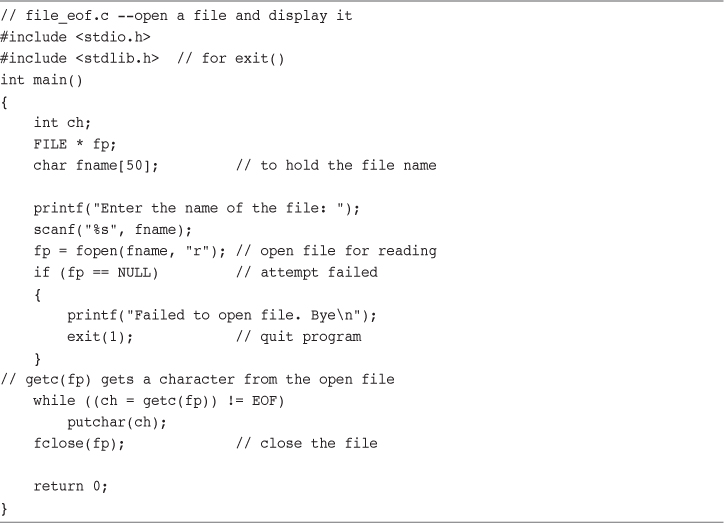 // file_eof.c --open a file and display it
#include <stdio.h>
#include <stdlib.h>  // for exit()
int main()
{
    int ch;
    FILE * fp;
    char fname[50];         // to hold the file name

    printf("Enter the name of the file: ");
    scanf("%s", fname);
    fp = fopen(fname, "r"); // open file for reading
    if (fp == NULL)         // attempt failed
    {
        printf("Failed to open file. Bye\n");
        exit(1);            // quit program
    }
// getc(fp) gets a character from the open file
    while ((ch = getc(fp)) != EOF)
        putchar(ch);
    fclose(fp);             // close the file

    return 0;
}